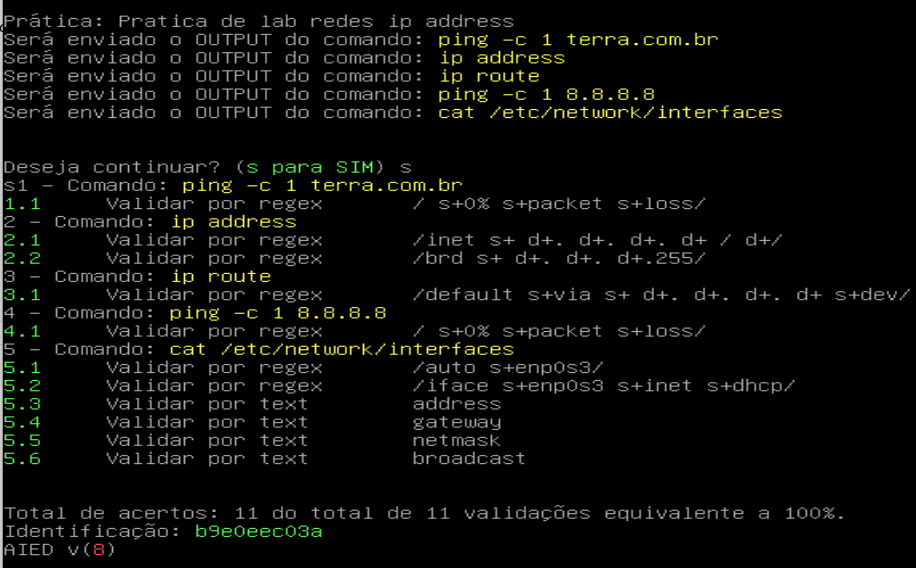 Prática: Pratica de lab redes ip address
Será enviado o OUTPUT do comando: ping -c 1 terra.com.br
Será enviado o OUTPUT do comando: ip address
Será enviado o OUTPUT do comando: ip route
Será enviado o OUTPUT do comando: ping -c 1 8.8.8.8
Será enviado o OUTPUT do comando: cat /etc/network/interfaces
Deseja continuar? (s para SIM) s
s1 - Comando: ping -c 1 terra.com.br
1.1 Validar por regex / s+0% s+packet s+loss/
2 - Comando: ip address
2.1 Validar por regex /inet s+ d+. d+. d+. d+ / d+/
2.2 Validar por regex /brd s+ d+. d+. d+.255/
3 - Comando: ip route
3.1 Validar por regex /default s+via s+ d+. d+. d+. d+ s+dev/
4 - Comando: ping -c 1 8.8.8.8
4.1 Validar por regex / s+0% s+packet s+loss/
5 - Comando: cat /etc/network/interfaces
5.1 Validar por regex /auto s+enp0s3/
5.2 Validar por regex /iface s+enp0s3 s+inet s+dhcp/
5.3 Validar por text address
5.4 Validar por text gateway
5.5 Validar por text netmask
5.6 Validar por text broadcast
Total de acertos: 11 do total de 11 validações equivalente a 100%.
Identificação: b9e0eec03a
AIED v(8)